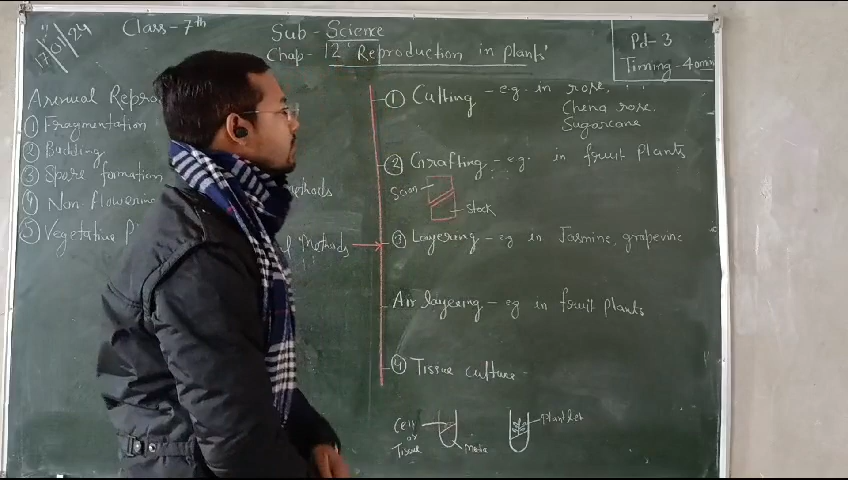 17/01/24
Class - 7th
Sub - Science
Chap - 12 "Reproduction in plants"
Pd - 3
Timing - 40mn
Asexual Repro
① Fragmentation
② Budding
③ Spore formation
④ Non flowering
⑤ Vegetative P
Methods
① Cutting - eg. in rose,
China rose.
Sugarcane
② Grafting - eg. in fruit plants
Scion
Stock
③ Layering - eg in Jasmine, grapevine
Air layering - eg in fruit plants
④ Tissue culture -
Cell
or
Tissue
Media
Plantlet